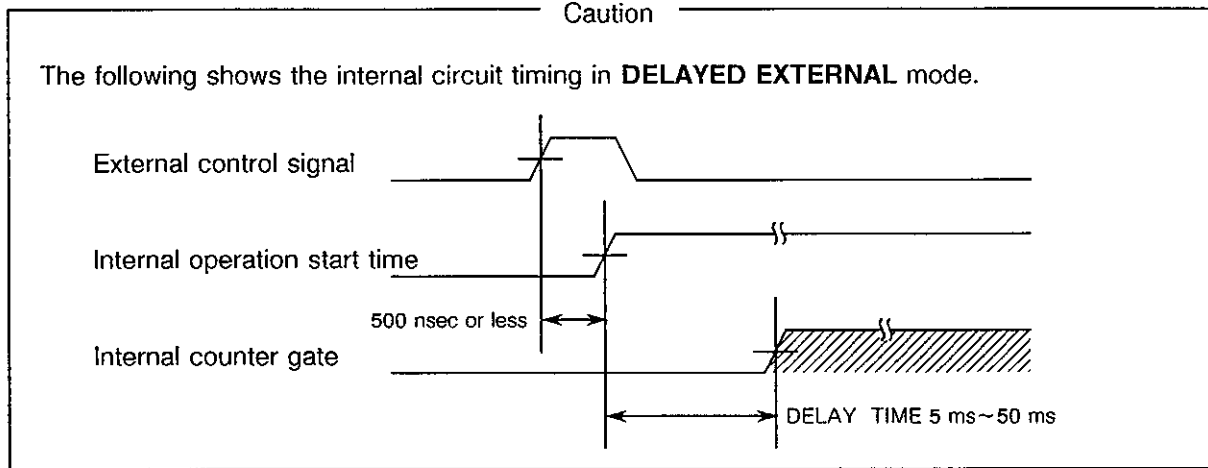 Caution
The following shows the internal circuit timing in DELAYED EXTERNAL mode.
External control signal
Internal operation start time
500 nsec or less
Internal counter gate
DELAY TIME 5 ms~50 ms